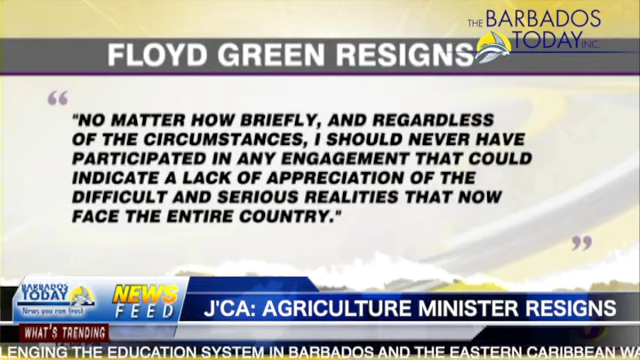 THE BARBADOS
TODAY INC.
FLOYD GREEN RESIGNS
"NO MATTER HOW BRIEFLY, AND REGARDLESS
OF THE CIRCUMSTANCES, I SHOULD NEVER HAVE
PARTICIPATED IN ANY ENGAGEMENT THAT COULD
INDICATE A LACK OF APPRECIATION OF THE
DIFFICULT AND SERIOUS REALITIES THAT NOW
FACE THE ENTIRE COUNTRY."
BARBADOS
TODAY
News you can trust
NEWS
FEED
J'CA: AGRICULTURE MINISTER RESIGNS
WHAT'S TRENDING
LENGING THE EDUCATION SYSTEM IN BARBADOS AND THE EASTERN CARIBBEAN